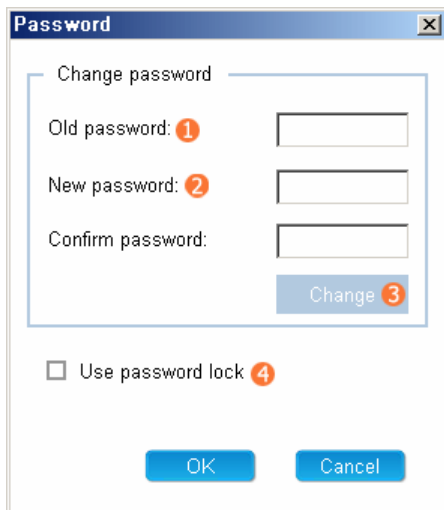 Password
Change password
Old password: 1
New password: 2
Confirm password:
Change 3
Use password lock 4
OK Cancel